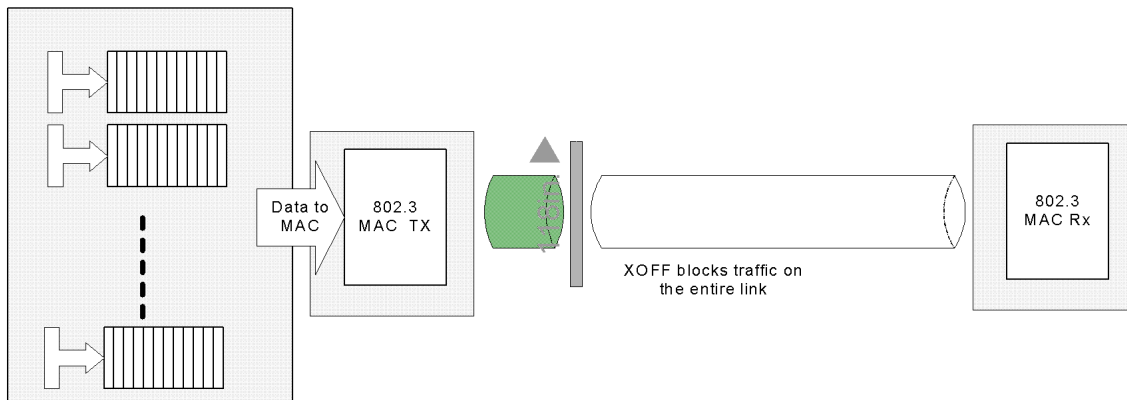 Data to
MAC
802.3
MAC TX
XOFF blocks traffic on
the entire link
802.3
MAC Rx